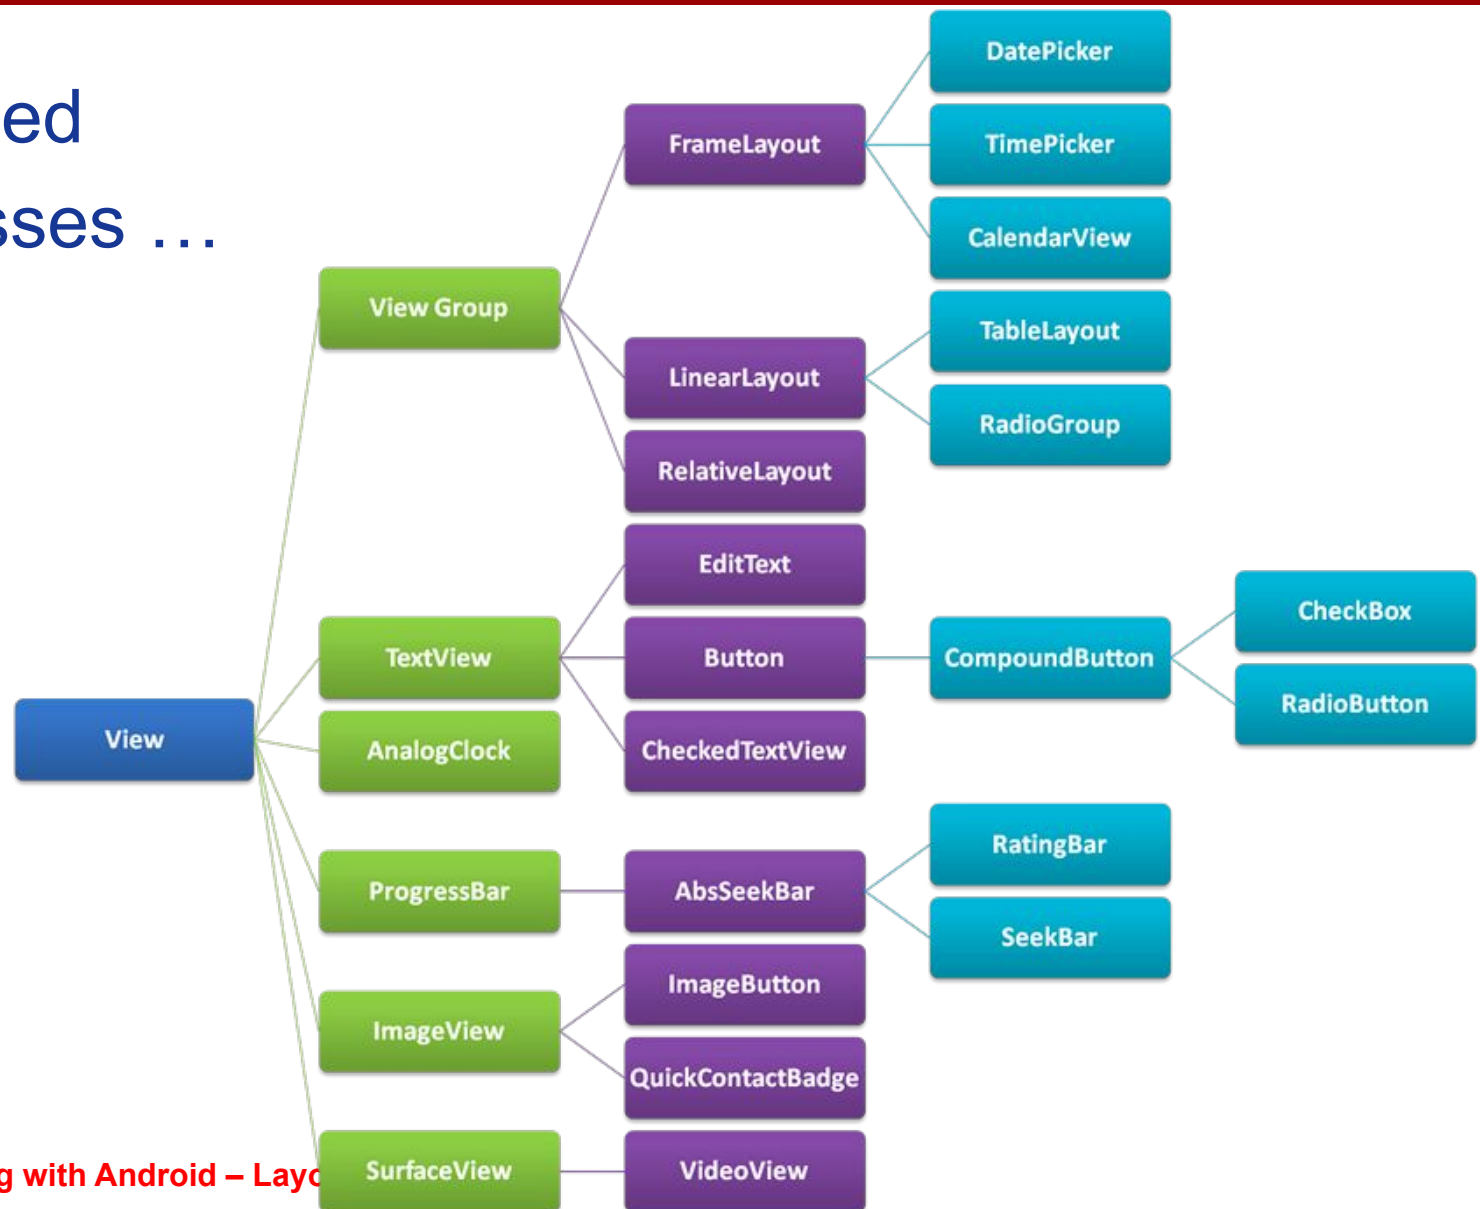 ed
sses …
DatePicker
FrameLayout
TimePicker
CalendarView
View Group
TableLayout
LinearLayout
RadioGroup
RelativeLayout
EditText
CheckBox
TextView
Button
CompoundButton
RadioButton
View
AnalogClock
CheckedTextView
RatingBar
ProgressBar
AbsSeekBar
SeekBar
ImageButton
ImageView
QuickContactBadge
g with Android – Layo
SurfaceView
VideoView